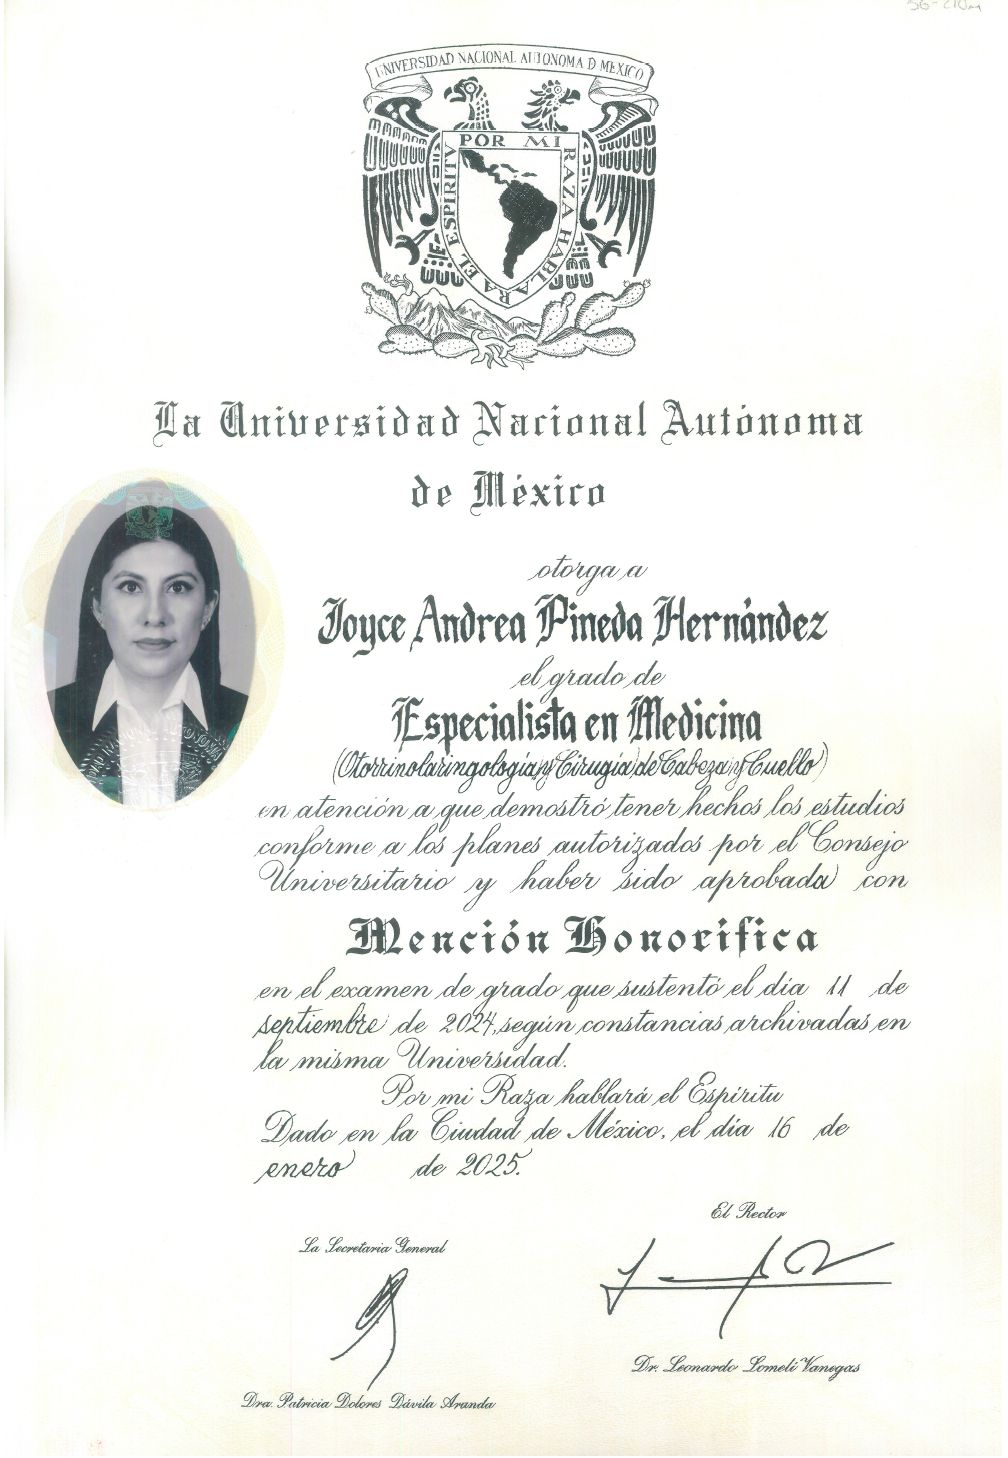 UNIVERSIDAD NACIONAL AUTONOMA D MEXICO
POR MI RAZA HABLARA EL ESPIRITV
La Universidad Nacional Autónoma
de México
otorga a
Joyce Andrea Pineda Hernández
el grado de
Especialista en Medicina
(Otorrinolaringología y Cirugía de Cabeza y Cuello)
en atención a que demostró tener hechos los estudios
conforme a los planes autorizados por el Consejo
Universitario y haber sido aprobada con
Mención Honorífica
en el examen de grado que sustentó el día 11 de
septiembre de 2024, según constancias archivadas en
la misma Universidad.
Por mi Raza hablará el Espíritu
Dado en la Ciudad de México, el día 16 de
enero de 2025.
El Rector
La Secretaria General
Dr. Leonardo Lomelí Vanegas
Dra. Patricia Dolores Dávila Aranda